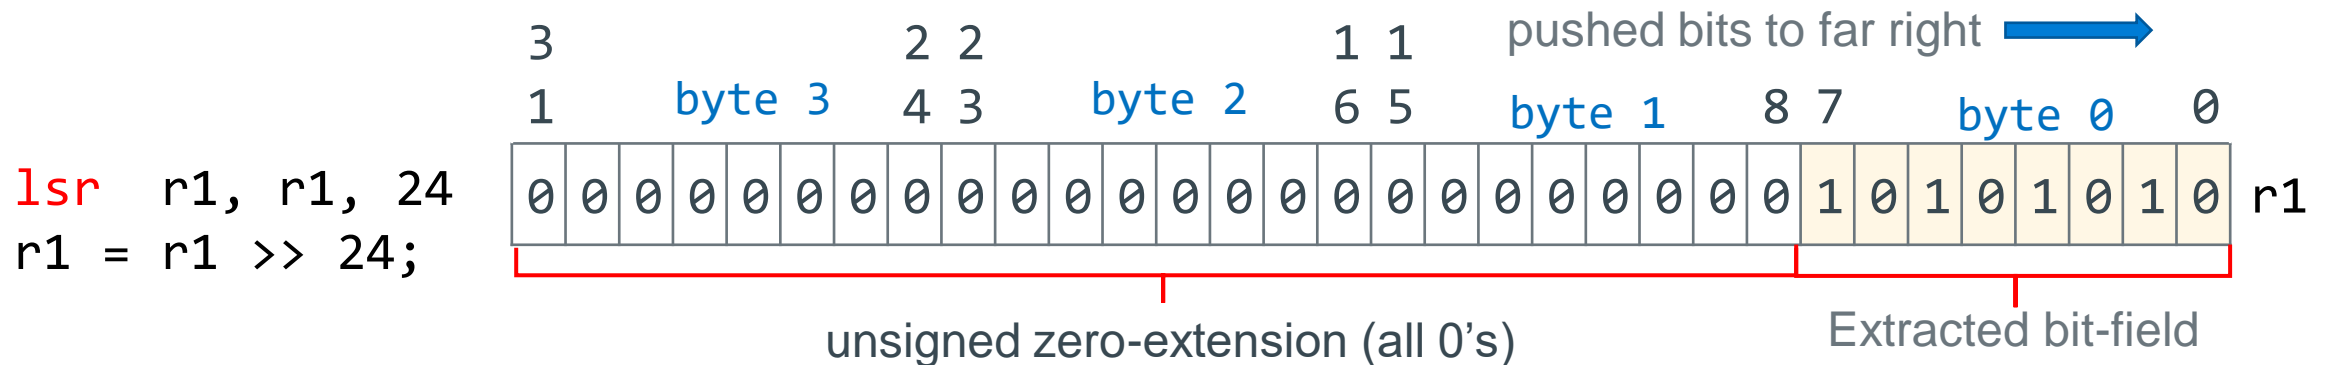 pushed bits to far right
3 2 2 1 1
1 byte 3 4 3 byte 2 6 5 byte 1 8 7 byte 0 0
lsr r1, r1, 24 0 0 0 0 0 0 0 0 0 0 0 0 0 0 0 0 0 0 0 0 0 0 0 0 1 0 1 0 1 0 1 0 r1
r1 = r1 >> 24;
unsigned zero-extension (all 0's)
Extracted bit-field